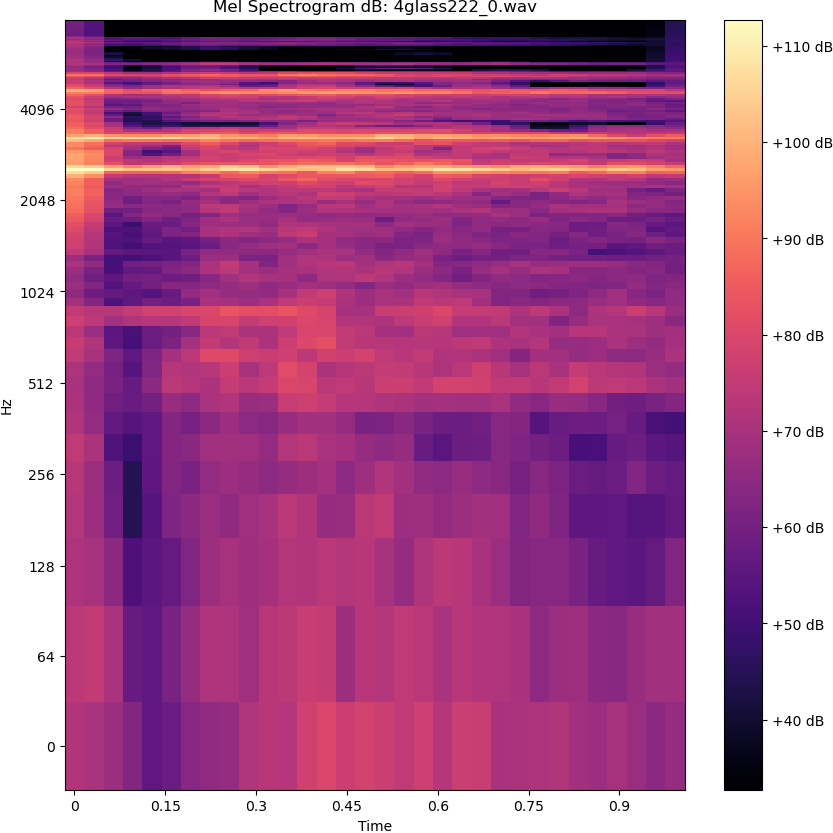 Mel Spectrogram dB: 4glass222_0.wav
Hz
4096
2048
1024
512
256
128
64
0
0
0.15
0.3
0.45
0.6
0.75
0.9
Time
+110 dB
+100 dB
+90 dB
+80 dB
+70 dB
+60 dB
+50 dB
+40 dB